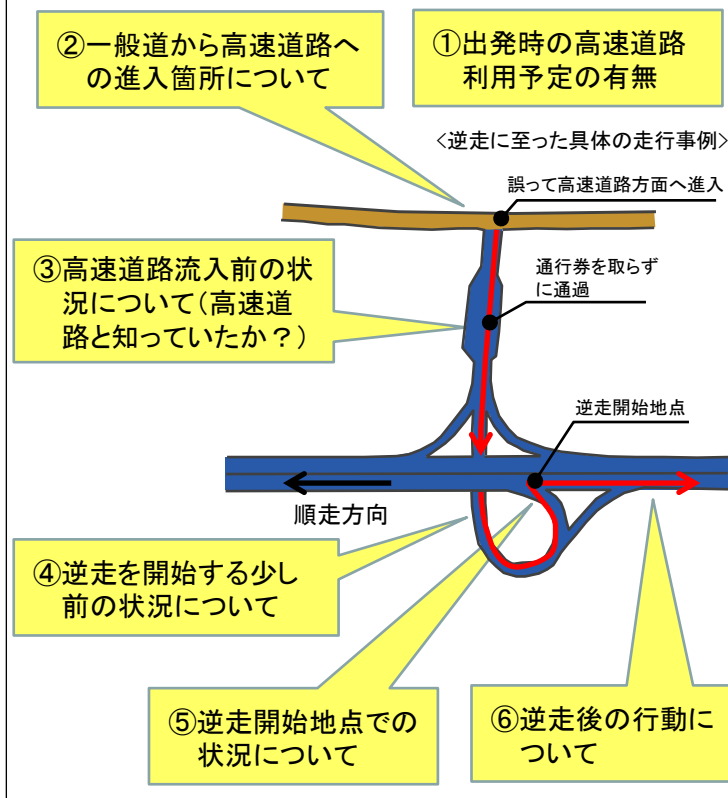 ②一般道から高速道路へ
の進入箇所について
①出発時の高速道路
利用予定の有無
<逆走に至った具体の走行事例>
誤って高速道路方面へ進入
③高速道路流入前の状
況について(高速道
路と知っていたか？)
通行券を取らず
に通過
逆走開始地点
順走方向
④逆走を開始する少し
前の状況について
⑤逆走開始地点での
状況について
⑥逆走後の行動に
ついて